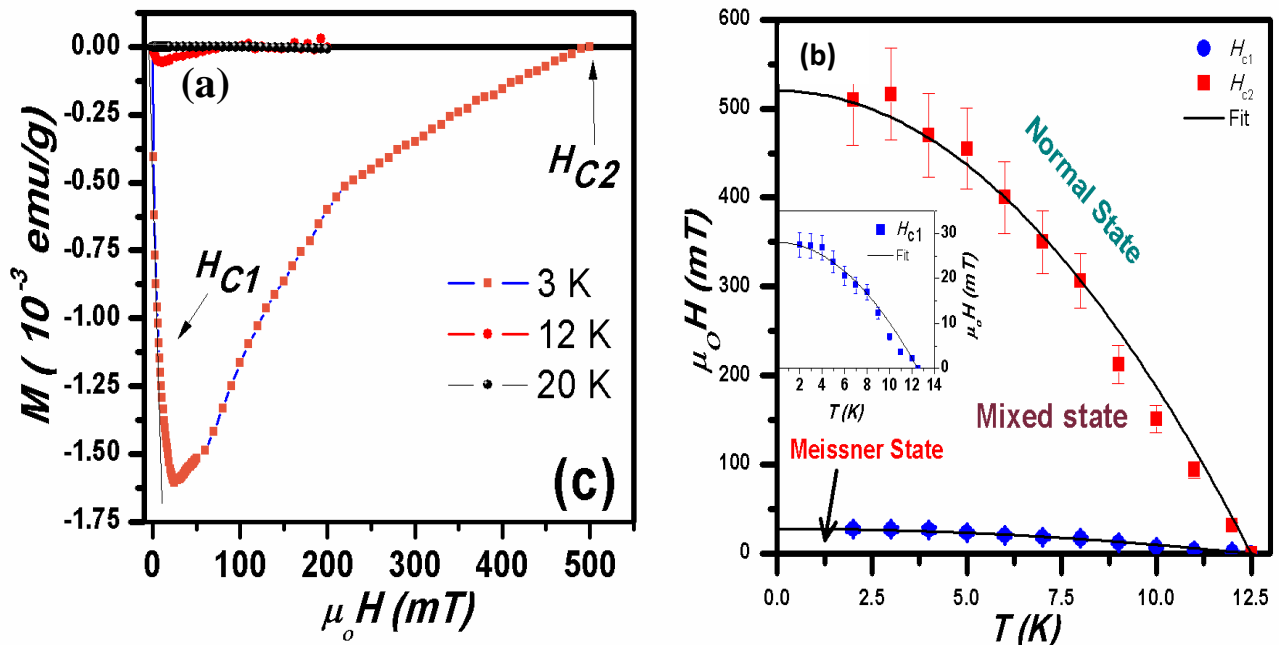 0.00
-0.25
-0.50
-0.75
-1.00
-1.25
-1.50
-1.75
M ( 10⁻³ emu/g)
(a)
H_C1
H_C2
3 K
12 K
20 K
(c)
0 100 200 300 400 500
μ_o H (mT)
600
500
400
300
200
100
0
μ_O H (mT)
(b)
H_c1
H_c2
Fit
Normal State
Mixed state
Meissner State
H_c1
Fit
30
20
10
0
μ_o H (mT)
2 4 6 8 10 12 14
T (K)
0.0 2.5 5.0 7.5 10.0 12.5
T (K)